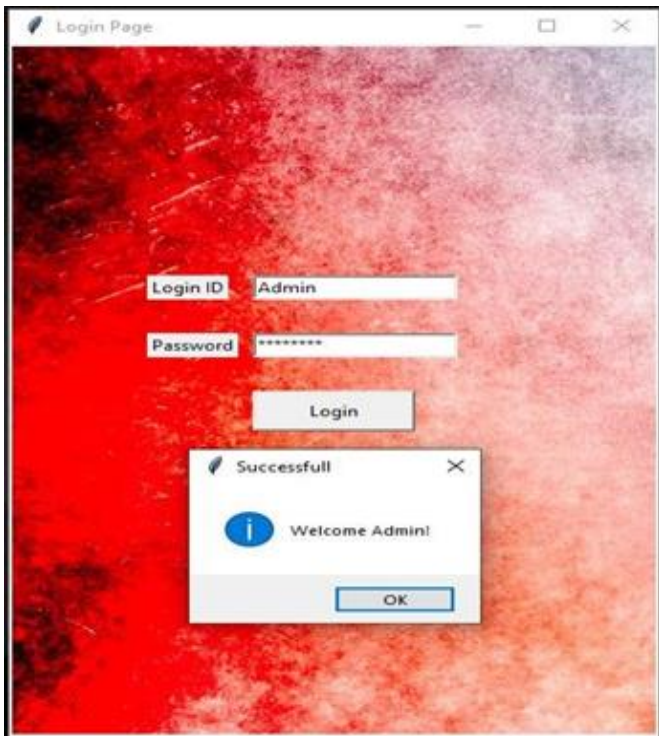 Login Page
Login ID Admin
Password ********
Login
Successfull
i Welcome Admin!
OK